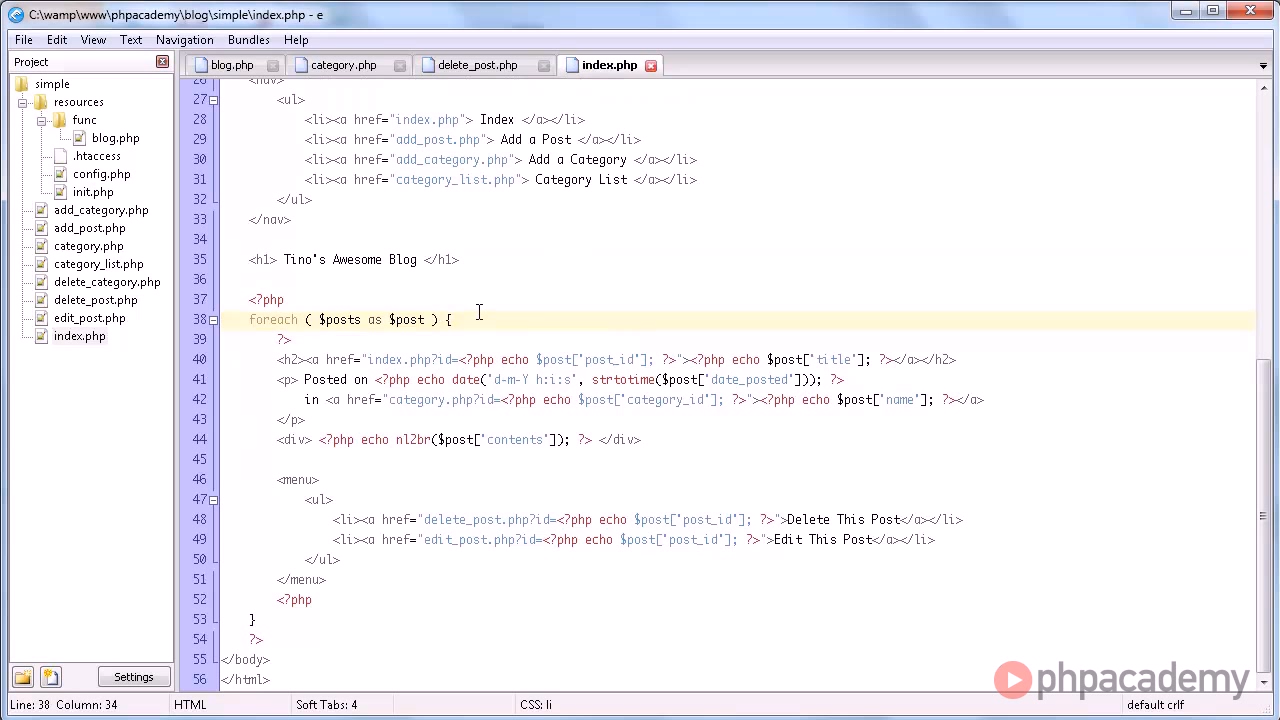 C:\wamp\www\phpacademy\blog\simple\index.php - e
File Edit View Text Navigation Bundles Help
Project
simple
resources
func
blog.php
.htaccess
config.php
init.php
add_category.php
add_post.php
category.php
category_list.php
delete_category.php
delete_post.php
edit_post.php
index.php
Settings
blog.php category.php delete_post.php index.php
26 <nav>
27 <ul>
28 <li><a href="index.php"> Index </a></li>
29 <li><a href="add_post.php"> Add a Post </a></li>
30 <li><a href="add_category.php"> Add a Category </a></li>
31 <li><a href="category_list.php"> Category List </a></li>
32 </ul>
33 </nav>
34
35 <h1> Tino's Awesome Blog </h1>
36
37 <?php
38 foreach ( $posts as $post ) {
39 ?>
40 <h2><a href="index.php?id=<?php echo $post['post_id']; ?>"><?php echo $post['title']; ?></a></h2>
41 <p> Posted on <?php echo date('d-m-Y h:i:s', strtotime($post['date_posted'])); ?>
42 in <a href="category.php?id=<?php echo $post['category_id']; ?>"><?php echo $post['name']; ?></a>
43 </p>
44 <div> <?php echo nl2br($post['contents']); ?> </div>
45
46 <menu>
47 <ul>
48 <li><a href="delete_post.php?id=<?php echo $post['post_id']; ?>">Delete This Post</a></li>
49 <li><a href="edit_post.php?id=<?php echo $post['post_id']; ?>">Edit This Post</a></li>
50 </ul>
51 </menu>
52 <?php
53 }
54 ?>
55 </body>
56 </html>
phpacademy
Line: 38 Column: 34 HTML Soft Tabs: 4 CSS: li default crlf